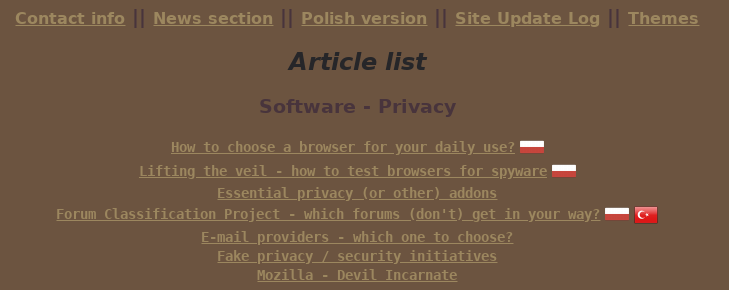 Contact info || News section || Polish version || Site Update Log || Themes
Article list
Software - Privacy
How to choose a browser for your daily use?
Lifting the veil - how to test browsers for spyware
Essential privacy (or other) addons
Forum Classification Project - which forums (don't) get in your way?
E-mail providers - which one to choose?
Fake privacy / security initiatives
Mozilla - Devil Incarnate